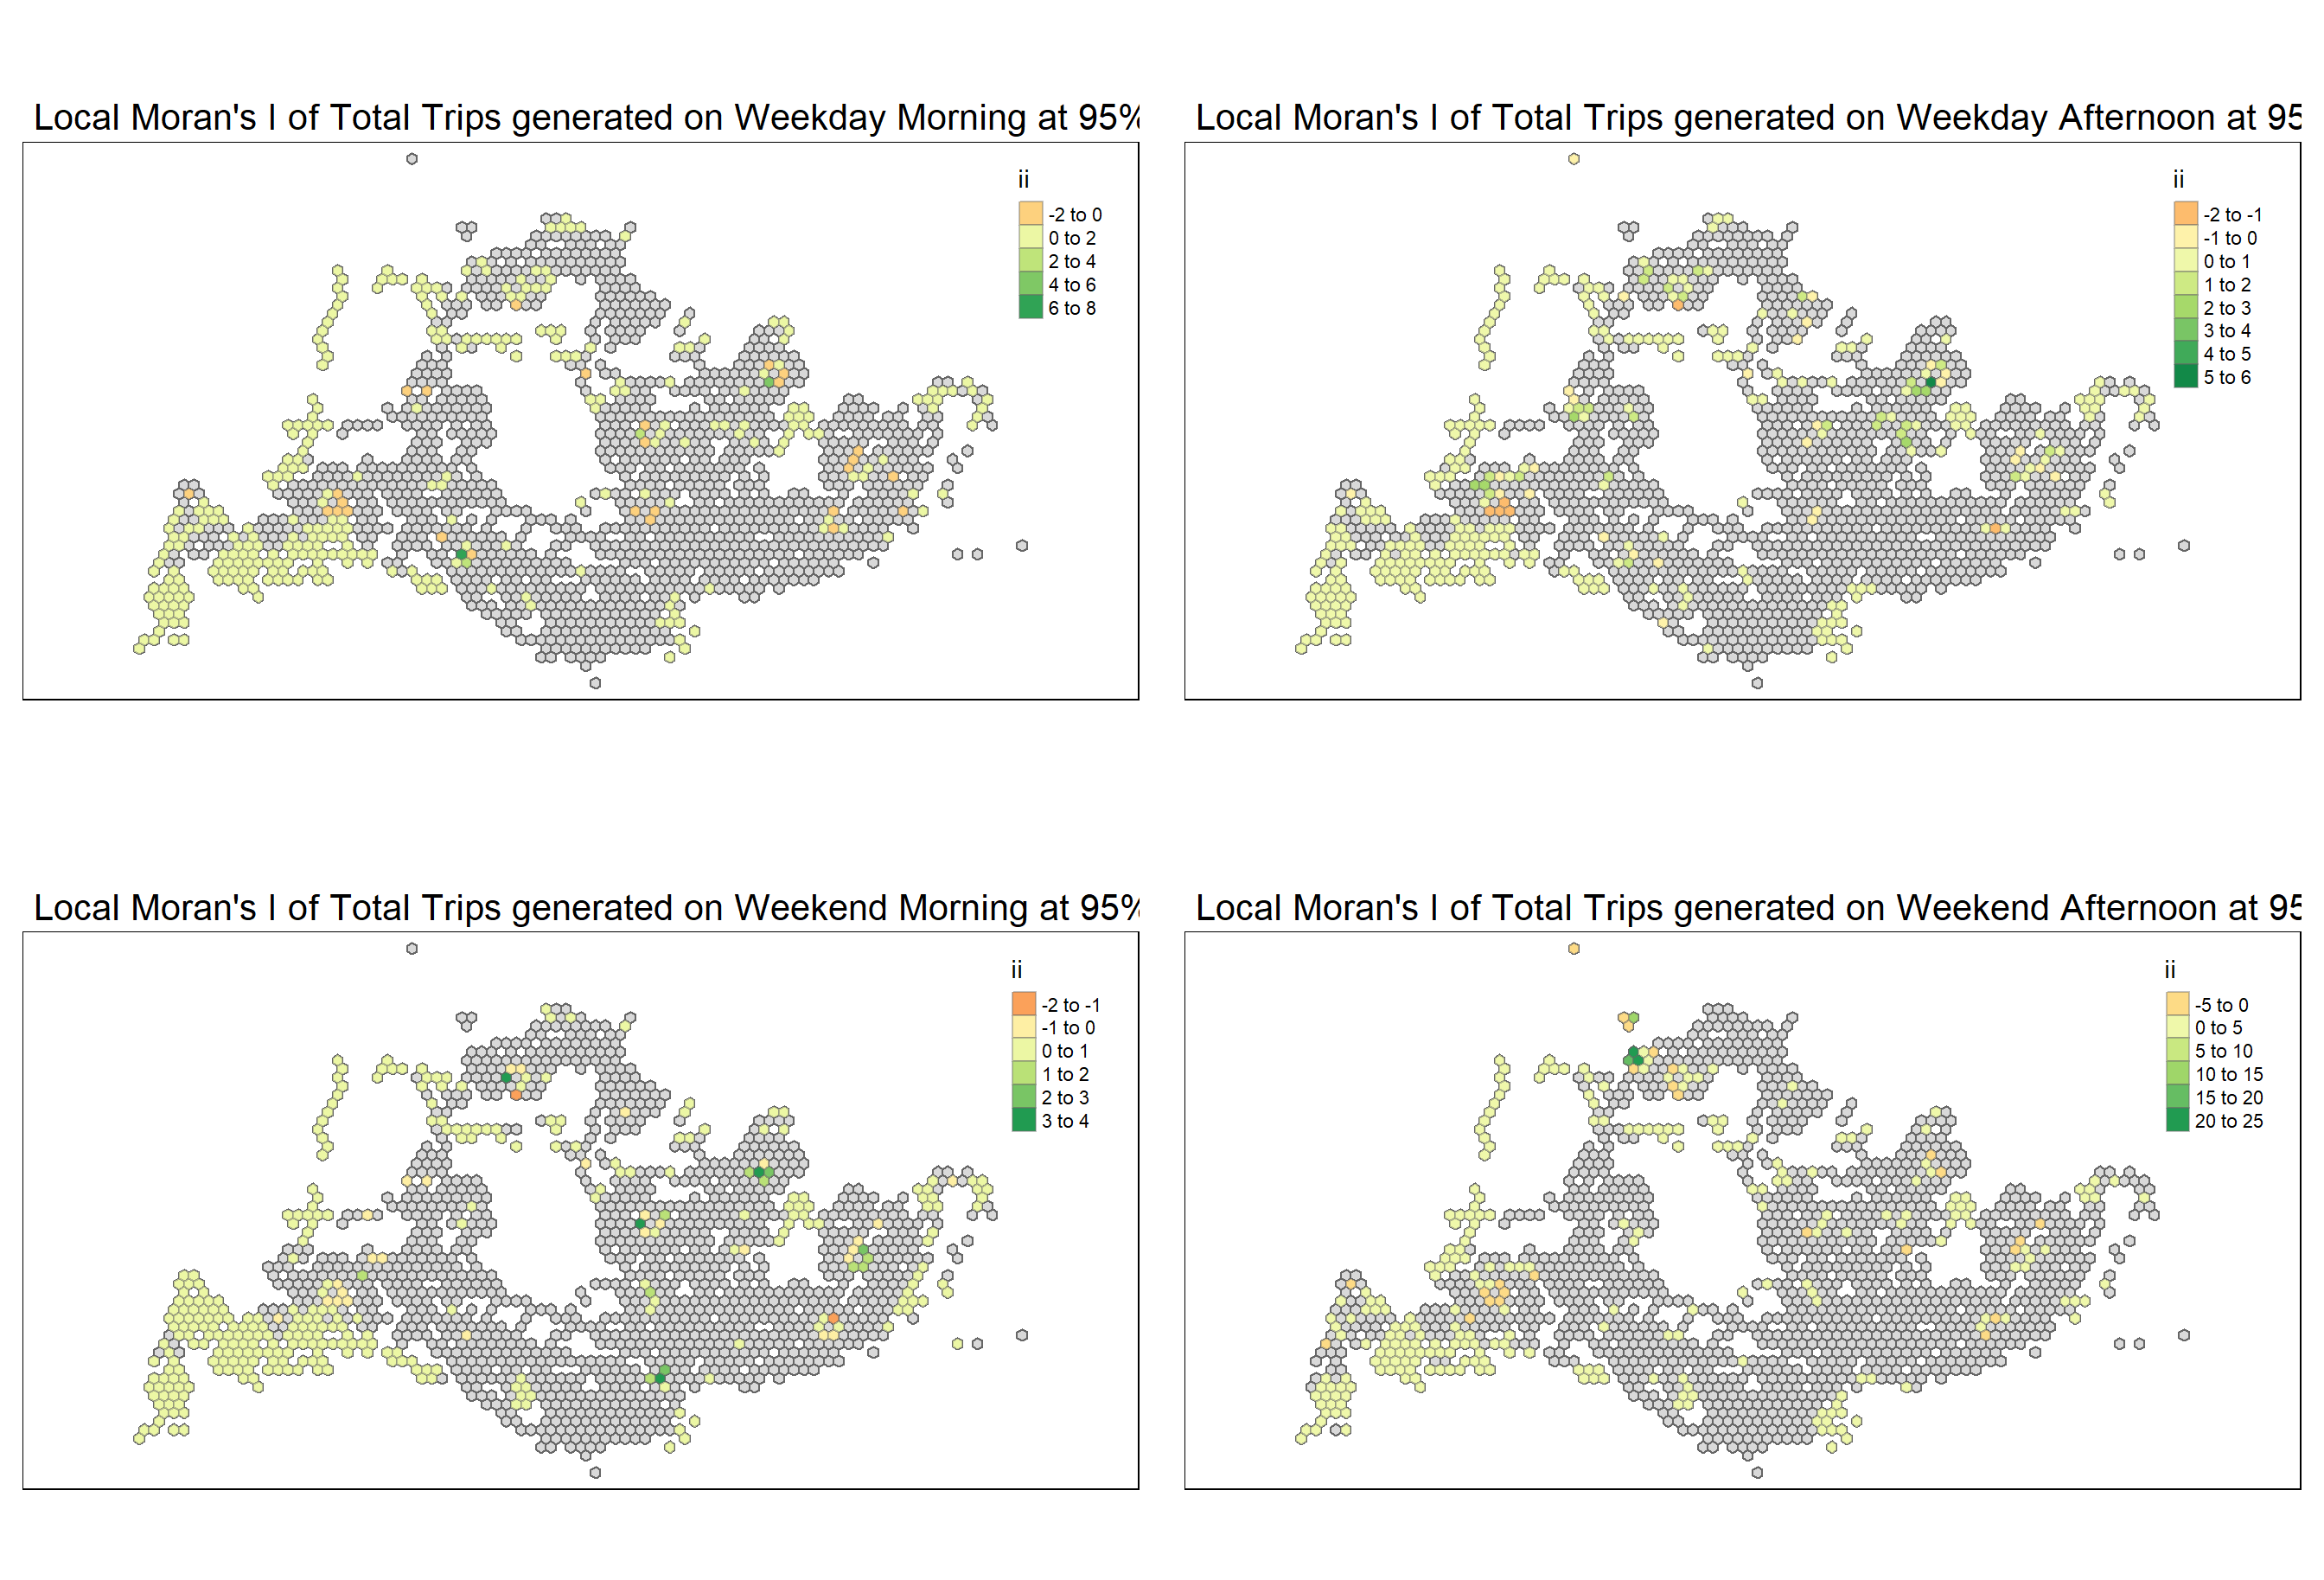 Local Moran's I of Total Trips generated on Weekday Morning at 95%
ii
-2 to 0
0 to 2
2 to 4
4 to 6
6 to 8
Local Moran's I of Total Trips generated on Weekday Afternoon at 95
ii
-2 to -1
-1 to 0
0 to 1
1 to 2
2 to 3
3 to 4
4 to 5
5 to 6
Local Moran's I of Total Trips generated on Weekend Morning at 95%
ii
-2 to -1
-1 to 0
0 to 1
1 to 2
2 to 3
3 to 4
Local Moran's I of Total Trips generated on Weekend Afternoon at 95
ii
-5 to 0
0 to 5
5 to 10
10 to 15
15 to 20
20 to 25